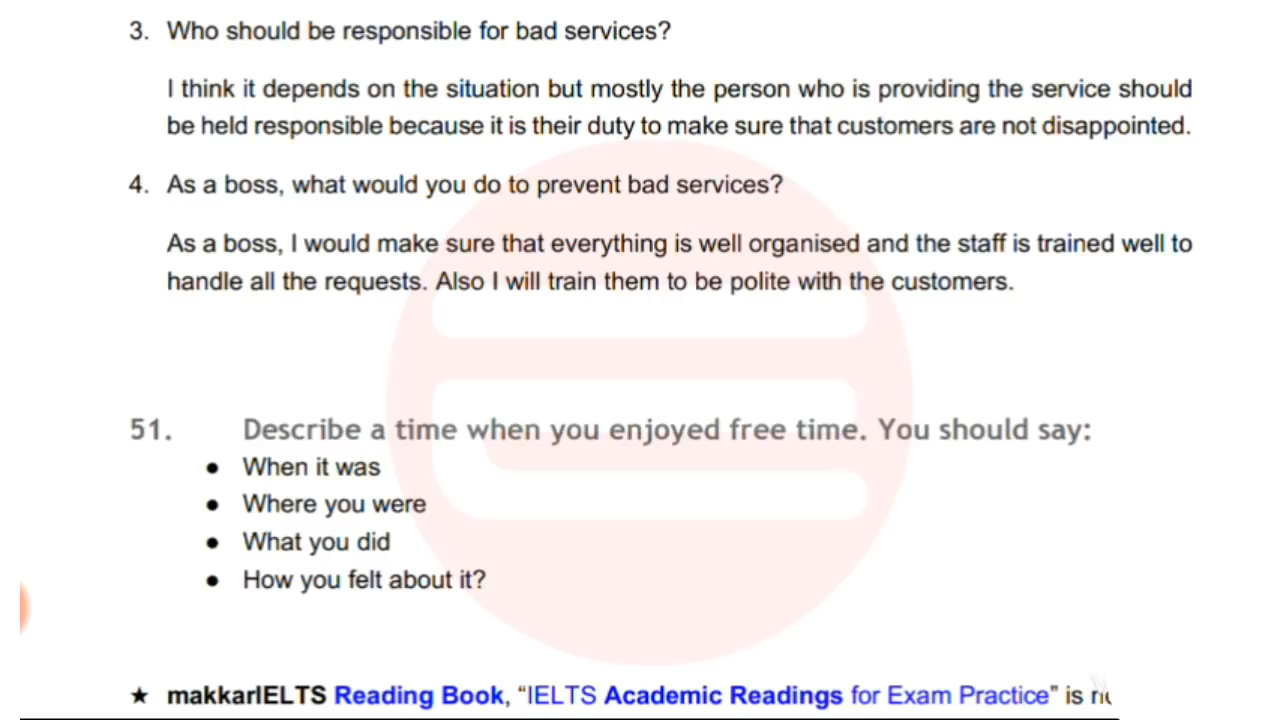 3. Who should be responsible for bad services?
I think it depends on the situation but mostly the person who is providing the service should
be held responsible because it is their duty to make sure that customers are not disappointed.
4. As a boss, what would you do to prevent bad services?
As a boss, I would make sure that everything is well organised and the staff is trained well to
handle all the requests. Also I will train them to be polite with the customers.
51. Describe a time when you enjoyed free time. You should say:
● When it was
● Where you were
● What you did
● How you felt about it?
★ makkarIELTS Reading Book, “IELTS Academic Readings for Exam Practice” is